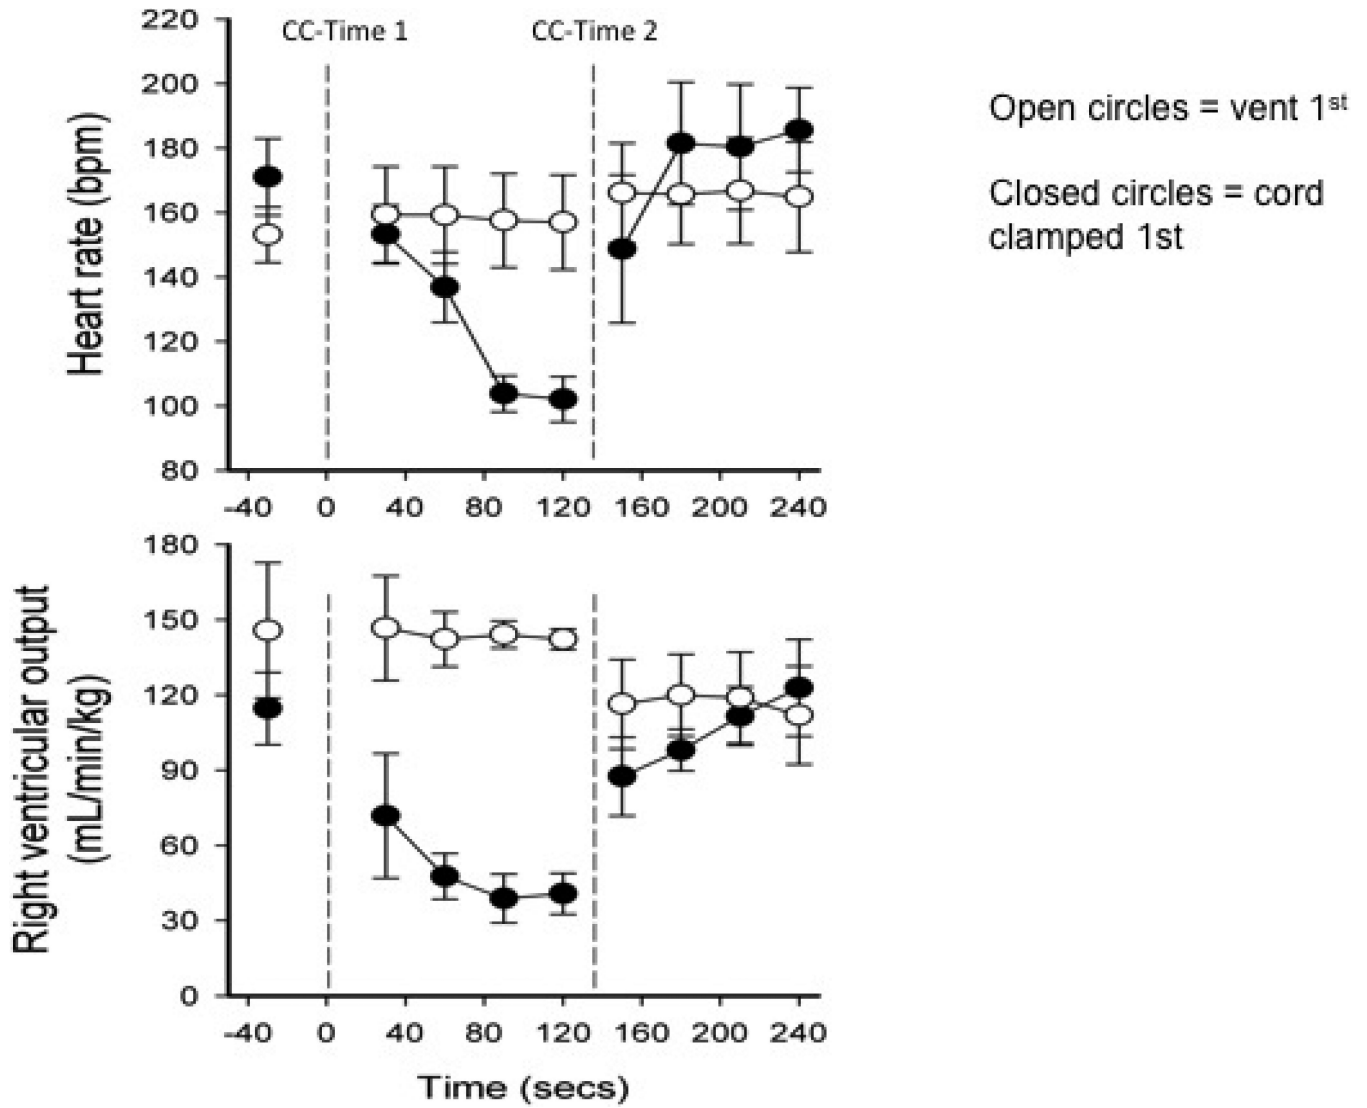 CC-Time 1 CC-Time 2
220
200
180
160
140
120
100
80
Heart rate (bpm)
-40 0 40 80 120 160 200 240
Open circles = vent 1st
Closed circles = cord
clamped 1st
180
150
120
90
60
30
0
Right ventricular output
(mL/min/kg)
-40 0 40 80 120 160 200 240
Time (secs)